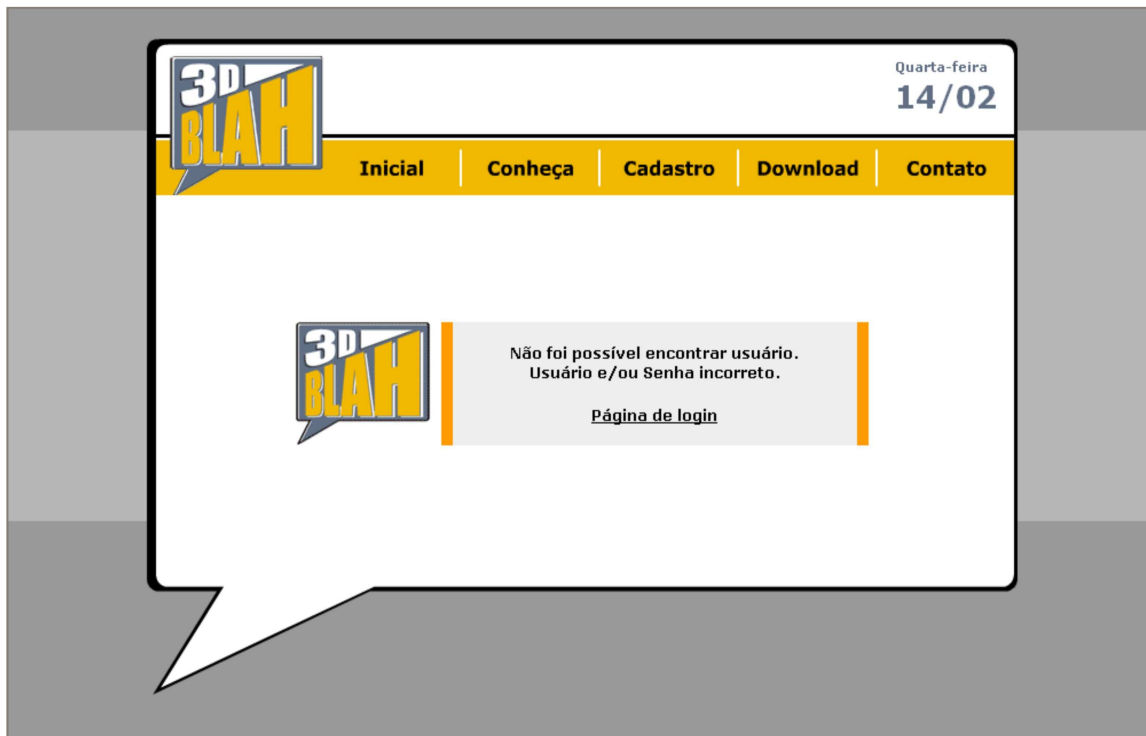 3D
BLAH
Quarta-feira
14/02
Inicial
Conheça
Cadastro
Download
Contato
3D
BLAH
Não foi possível encontrar usuário.
Usuário e/ou Senha incorreto.
Página de login